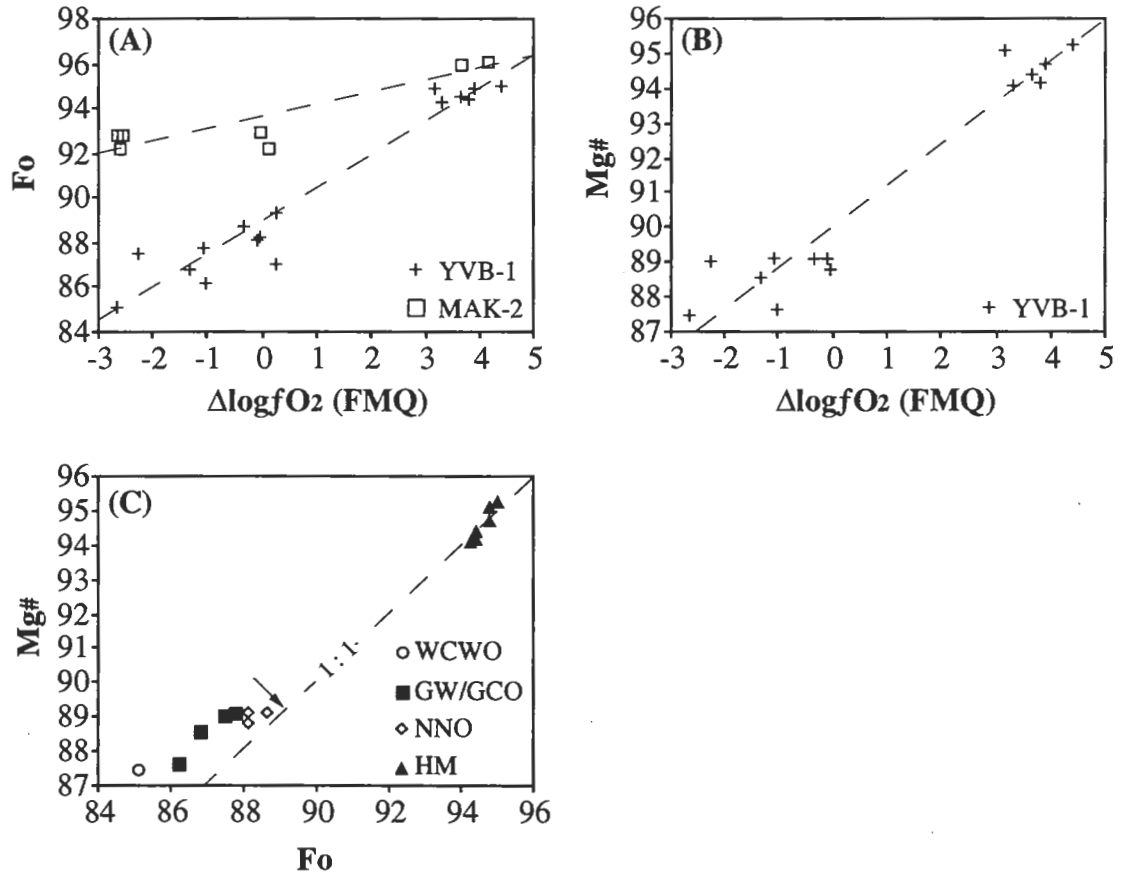 98
96
94
92
90
88
86
84
Fo
(A)
+ YVB-1
□ MAK-2
-3 -2 -1 0 1 2 3 4 5
ΔlogƒO2 (FMQ)
96
95
94
93
92
91
90
89
88
87
Mg#
(B)
+ YVB-1
-3 -2 -1 0 1 2 3 4 5
ΔlogƒO2 (FMQ)
96
95
94
93
92
91
90
89
88
87
Mg#
(C)
1:1
WCWO
GW/GCO
NNO
HM
84 86 88 90 92 94 96
Fo